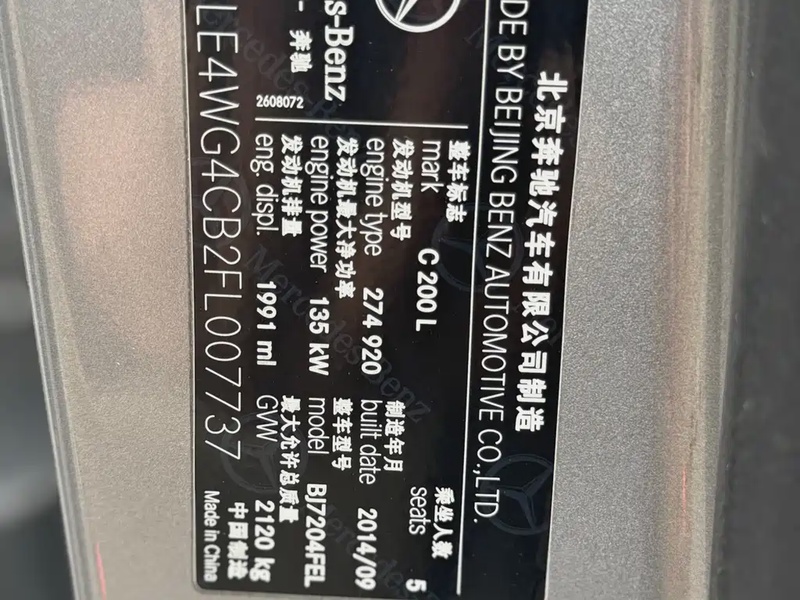 北京奔驰汽车有限公司制造
DE BY BEIJING BENZ AUTOMOTIVE CO.,LTD.
整车标志
mark C 200 L
乘坐人数
seats 5
发动机型号
engine type 274 920
制造年月
built date 2014/09
发动机最大净功率
engine power 135 kW
整车型号
model BJ7204FEL
发动机排量
eng. displ. 1991 ml
最大允许总质量
GVW 2120 kg
s-Benz
- 奔驰
2608072
中国制造
Made in China
LE4WG4CB2FL007737